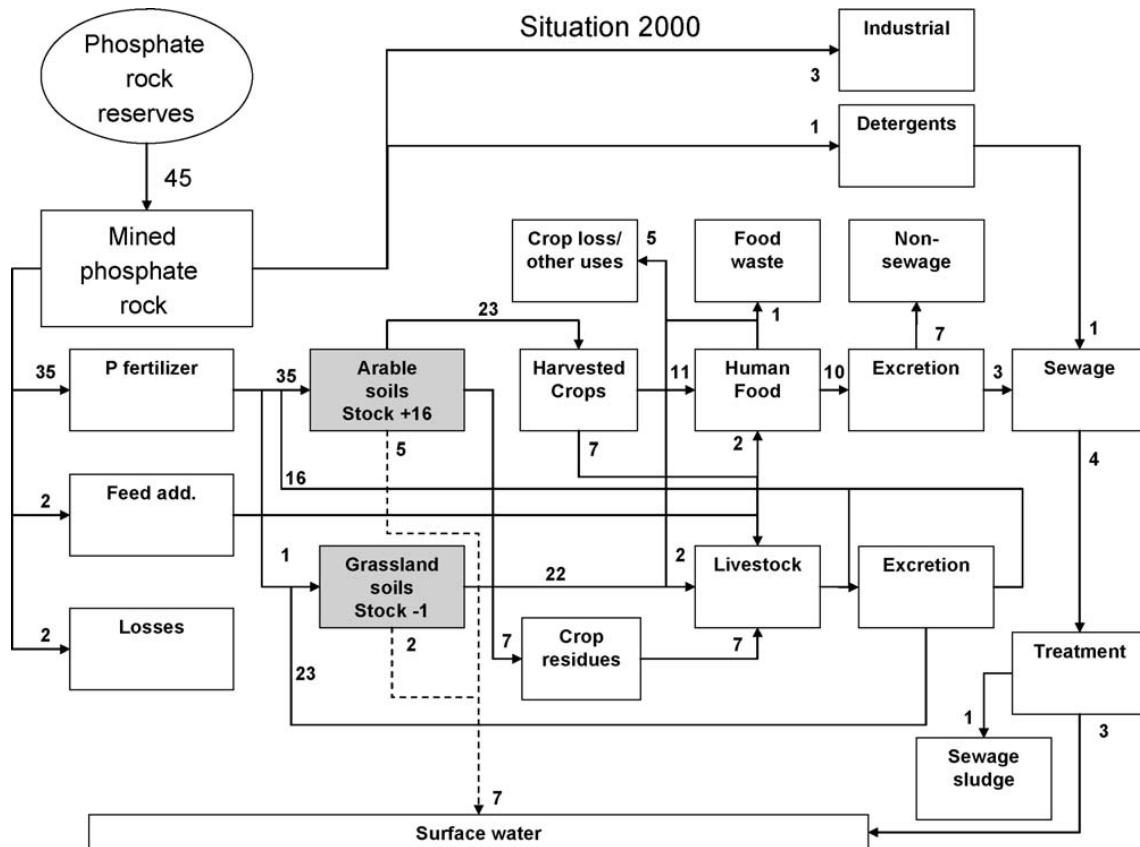 Situation 2000
Phosphate
rock
reserves
Industrial
3
Detergents
1
45
Mined
phosphate
rock
Crop loss/
other uses
5
Food
waste
1
Non-
sewage
7
23
1
35
P fertilizer
35
Arable
soils
Stock +16
5
Harvested
Crops
7
11
Human
Food
2
10
Excretion
3
Sewage
4
16
2
Feed add.
1
Grassland
soils
Stock -1
2
22
2
Livestock
7
Excretion
2
Losses
23
7
Crop
residues
Treatment
1
3
Sewage
sludge
7
Surface water